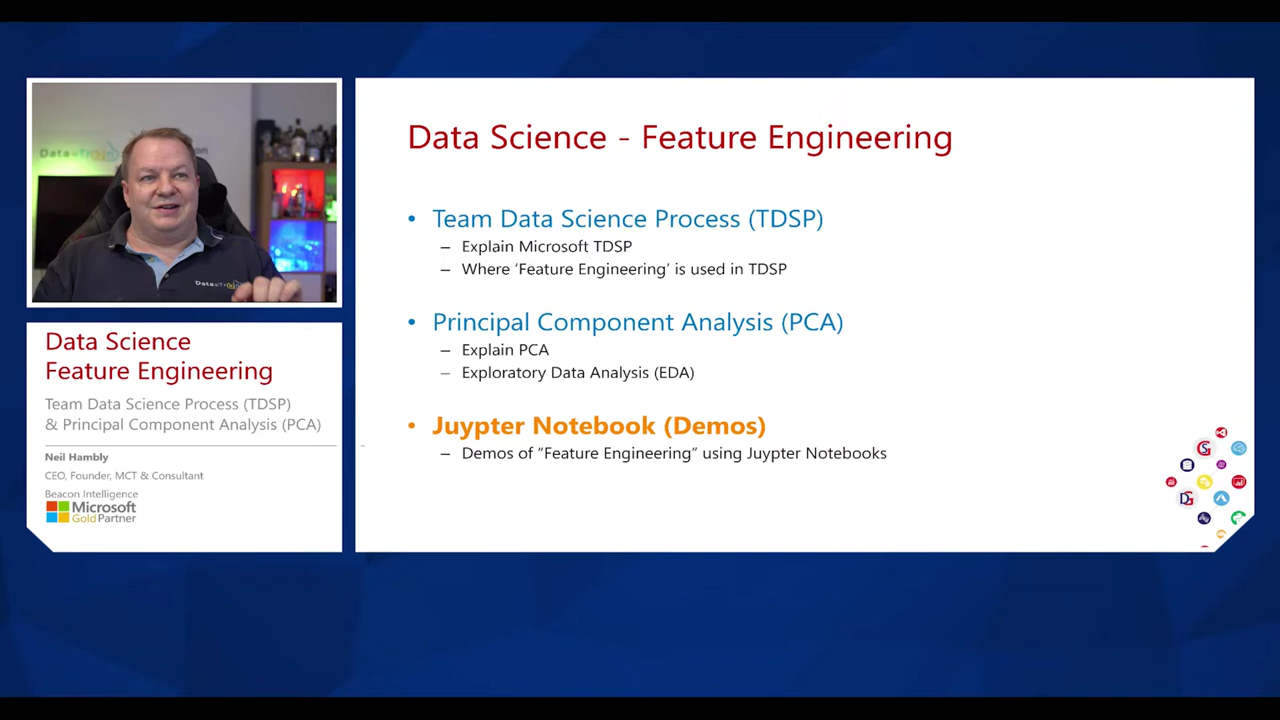 Data Science - Feature Engineering
• Team Data Science Process (TDSP)
– Explain Microsoft TDSP
– Where ‘Feature Engineering’ is used in TDSP
• Principal Component Analysis (PCA)
– Explain PCA
– Exploratory Data Analysis (EDA)
• Juypter Notebook (Demos)
– Demos of “Feature Engineering” using Juypter Notebooks
Data Science
Feature Engineering
Team Data Science Process (TDSP)
& Principal Component Analysis (PCA)
Neil Hambly
CEO, Founder, MCT & Consultant
Beacon Intelligence
Microsoft
Gold Partner